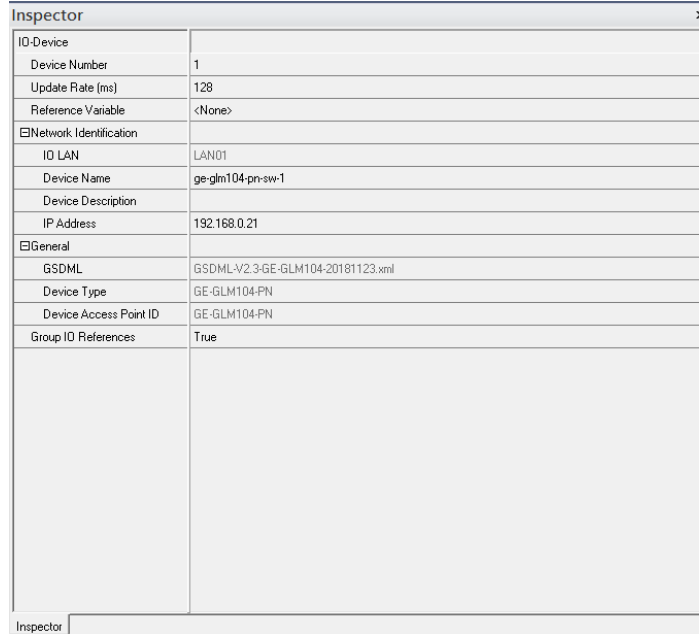 Inspector
IO-Device
Device Number 1
Update Rate (ms) 128
Reference Variable <None>
Network Identification
IO LAN LAN01
Device Name ge-glm104-pn-sw-1
Device Description
IP Address 192.168.0.21
General
GSDML GSDML-V2.3-GE-GLM104-20181123.xml
Device Type GE-GLM104-PN
Device Access Point ID GE-GLM104-PN
Group IO References True
Inspector